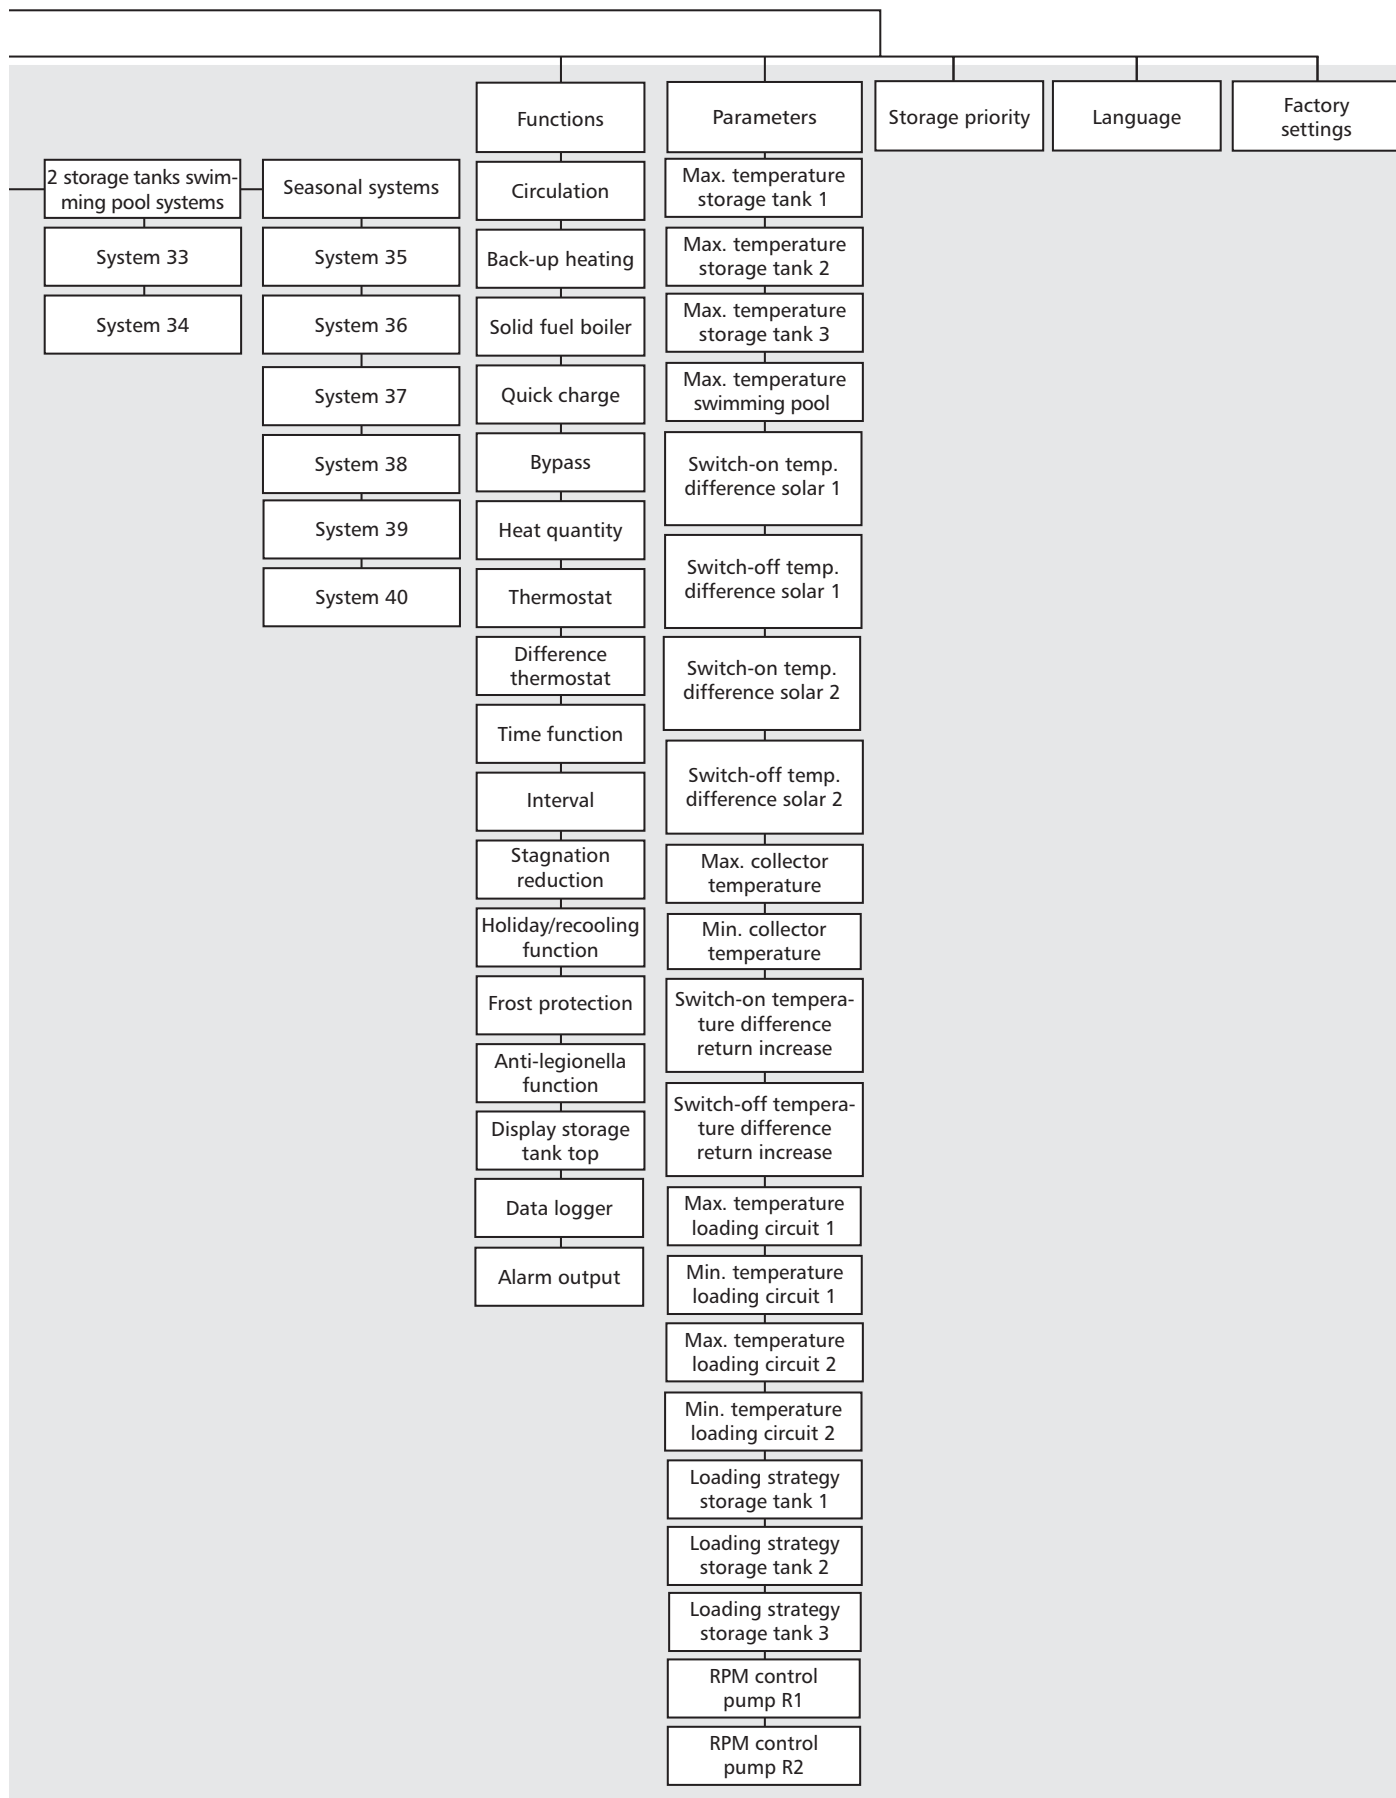 Functions
Parameters
Storage priority
Language
Factory
settings
2 storage tanks swim-
ming pool systems
System 33
System 34
Seasonal systems
System 35
System 36
System 37
System 38
System 39
System 40
Circulation
Back-up heating
Solid fuel boiler
Quick charge
Bypass
Heat quantity
Thermostat
Difference
thermostat
Time function
Interval
Stagnation
reduction
Holiday/recooling
function
Frost protection
Anti-legionella
function
Display storage
tank top
Data logger
Alarm output
Max. temperature
storage tank 1
Max. temperature
storage tank 2
Max. temperature
storage tank 3
Max. temperature
swimming pool
Switch-on temp.
difference solar 1
Switch-off temp.
difference solar 1
Switch-on temp.
difference solar 2
Switch-off temp.
difference solar 2
Max. collector
temperature
Min. collector
temperature
Switch-on tempera-
ture difference
return increase
Switch-off tempera-
ture difference
return increase
Max. temperature
loading circuit 1
Min. temperature
loading circuit 1
Max. temperature
loading circuit 2
Min. temperature
loading circuit 2
Loading strategy
storage tank 1
Loading strategy
storage tank 2
Loading strategy
storage tank 3
RPM control
pump R1
RPM control
pump R2